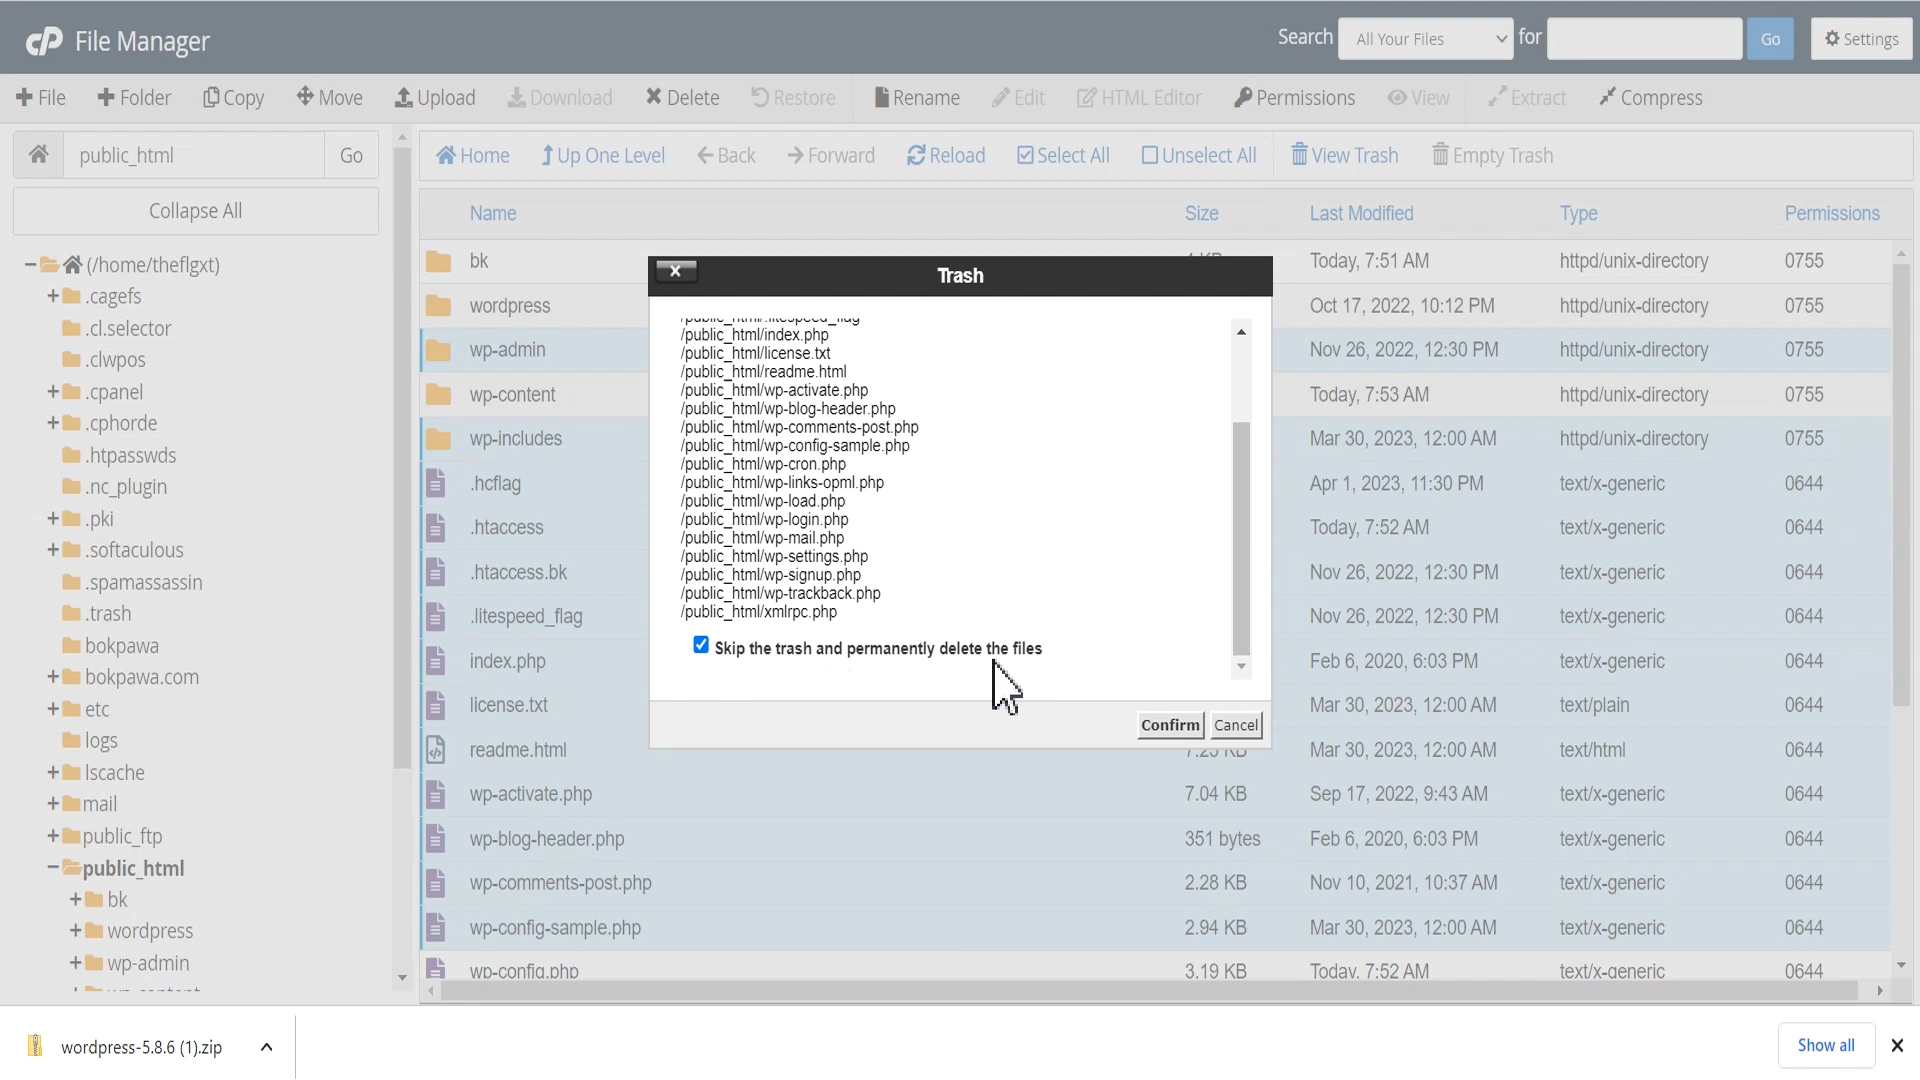 cP File Manager
Search All Your Files for Go Settings
File Folder Copy Move Upload Download Delete Restore Rename Edit HTML Editor Permissions View Extract Compress
public_html Go
Home Up One Level Back Forward Reload Select All Unselect All View Trash Empty Trash
Collapse All
(/home/theflgxt)
.cagefs
.cl.selector
.clwpos
.cpanel
.cphorde
.htpasswds
.nc_plugin
.pki
.softaculous
.spamassassin
.trash
bokpawa
bokpawa.com
etc
logs
lscache
mail
public_ftp
public_html
bk
wordpress
wp-admin
Name Size Last Modified Type Permissions
bk Today, 7:51 AM httpd/unix-directory 0755
wordpress Oct 17, 2022, 10:12 PM httpd/unix-directory 0755
wp-admin Nov 26, 2022, 12:30 PM httpd/unix-directory 0755
wp-content Today, 7:53 AM httpd/unix-directory 0755
wp-includes Mar 30, 2023, 12:00 AM httpd/unix-directory 0755
.hcflag Apr 1, 2023, 11:30 PM text/x-generic 0644
.htaccess Today, 7:52 AM text/x-generic 0644
.htaccess.bk Nov 26, 2022, 12:30 PM text/x-generic 0644
.litespeed_flag Nov 26, 2022, 12:30 PM text/x-generic 0644
index.php Feb 6, 2020, 6:03 PM text/x-generic 0644
license.txt Mar 30, 2023, 12:00 AM text/plain 0644
readme.html 7.23 KB Mar 30, 2023, 12:00 AM text/html 0644
wp-activate.php 7.04 KB Sep 17, 2022, 9:43 AM text/x-generic 0644
wp-blog-header.php 351 bytes Feb 6, 2020, 6:03 PM text/x-generic 0644
wp-comments-post.php 2.28 KB Nov 10, 2021, 10:37 AM text/x-generic 0644
wp-config-sample.php 2.94 KB Mar 30, 2023, 12:00 AM text/x-generic 0644
wp-config.php 3.19 KB Today, 7:52 AM text/x-generic 0644
Trash
/public_html/.litespeed_flag
/public_html/index.php
/public_html/license.txt
/public_html/readme.html
/public_html/wp-activate.php
/public_html/wp-blog-header.php
/public_html/wp-comments-post.php
/public_html/wp-config-sample.php
/public_html/wp-cron.php
/public_html/wp-links-opml.php
/public_html/wp-load.php
/public_html/wp-login.php
/public_html/wp-mail.php
/public_html/wp-settings.php
/public_html/wp-signup.php
/public_html/wp-trackback.php
/public_html/xmlrpc.php
Skip the trash and permanently delete the files
Confirm Cancel
wordpress-5.8.6 (1).zip
Show all